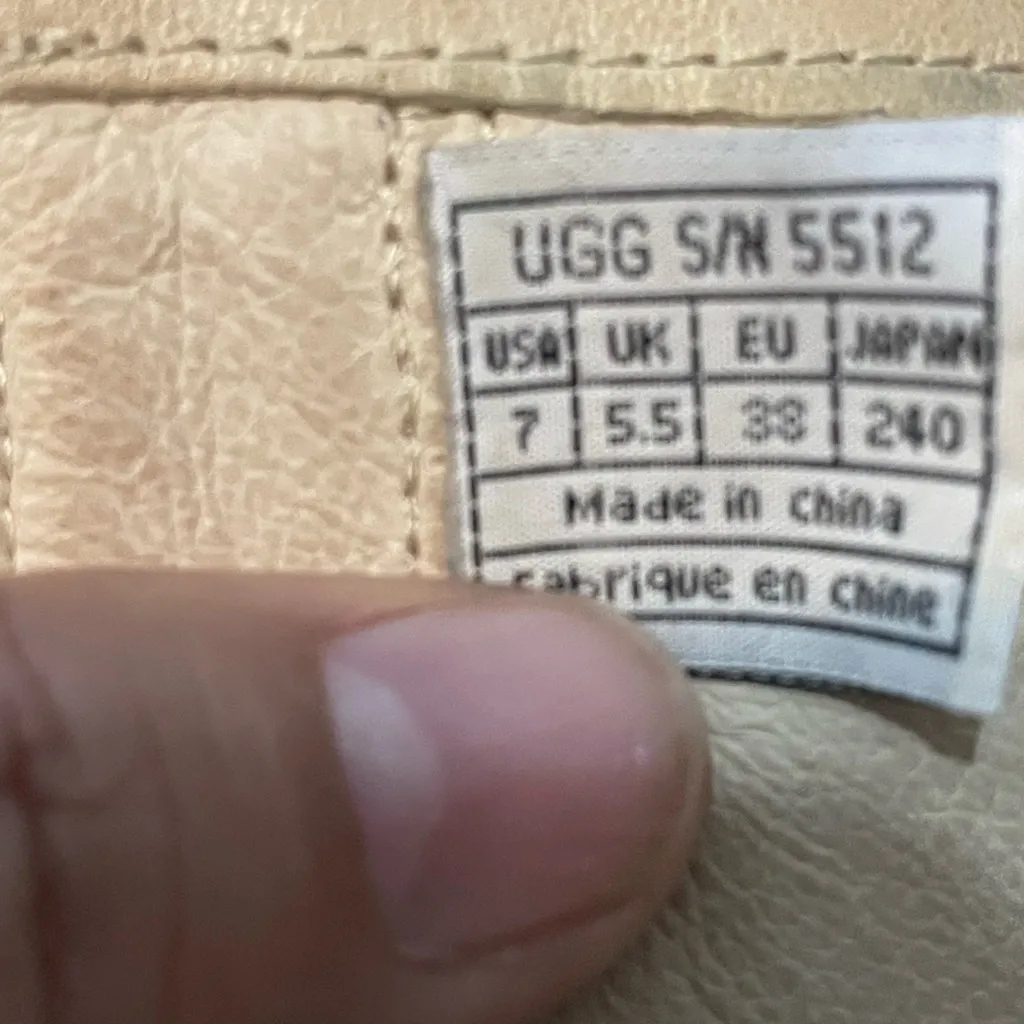 UGG S/N 5512
USA UK EU JAPAN
7 5.5 38 240
Made in China
Fabrique en chine